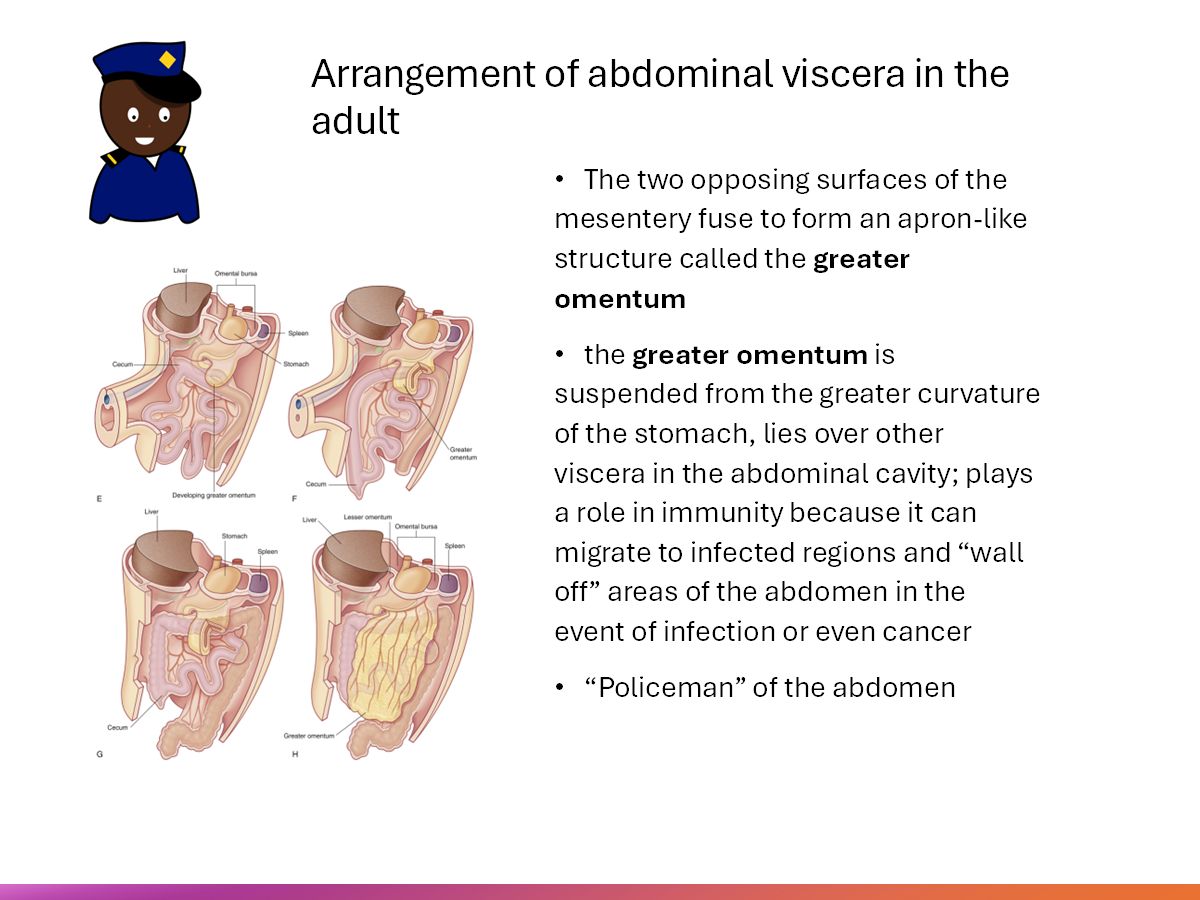 Arrangement of abdominal viscera in the
adult
• The two opposing surfaces of the
mesentery fuse to form an apron-like
structure called the greater
omentum
• the greater omentum is
suspended from the greater curvature
of the stomach, lies over other
viscera in the abdominal cavity; plays
a role in immunity because it can
migrate to infected regions and “wall
off” areas of the abdomen in the
event of infection or even cancer
• “Policeman” of the abdomen
Liver
Omental bursa
Spleen
Stomach
Cecum
Developing greater omentum
E
Greater
omentum
Cecum
F
Liver
Stomach
Spleen
Cecum
G
Liver
Lesser omentum
Omental bursa
Spleen
Greater omentum
H